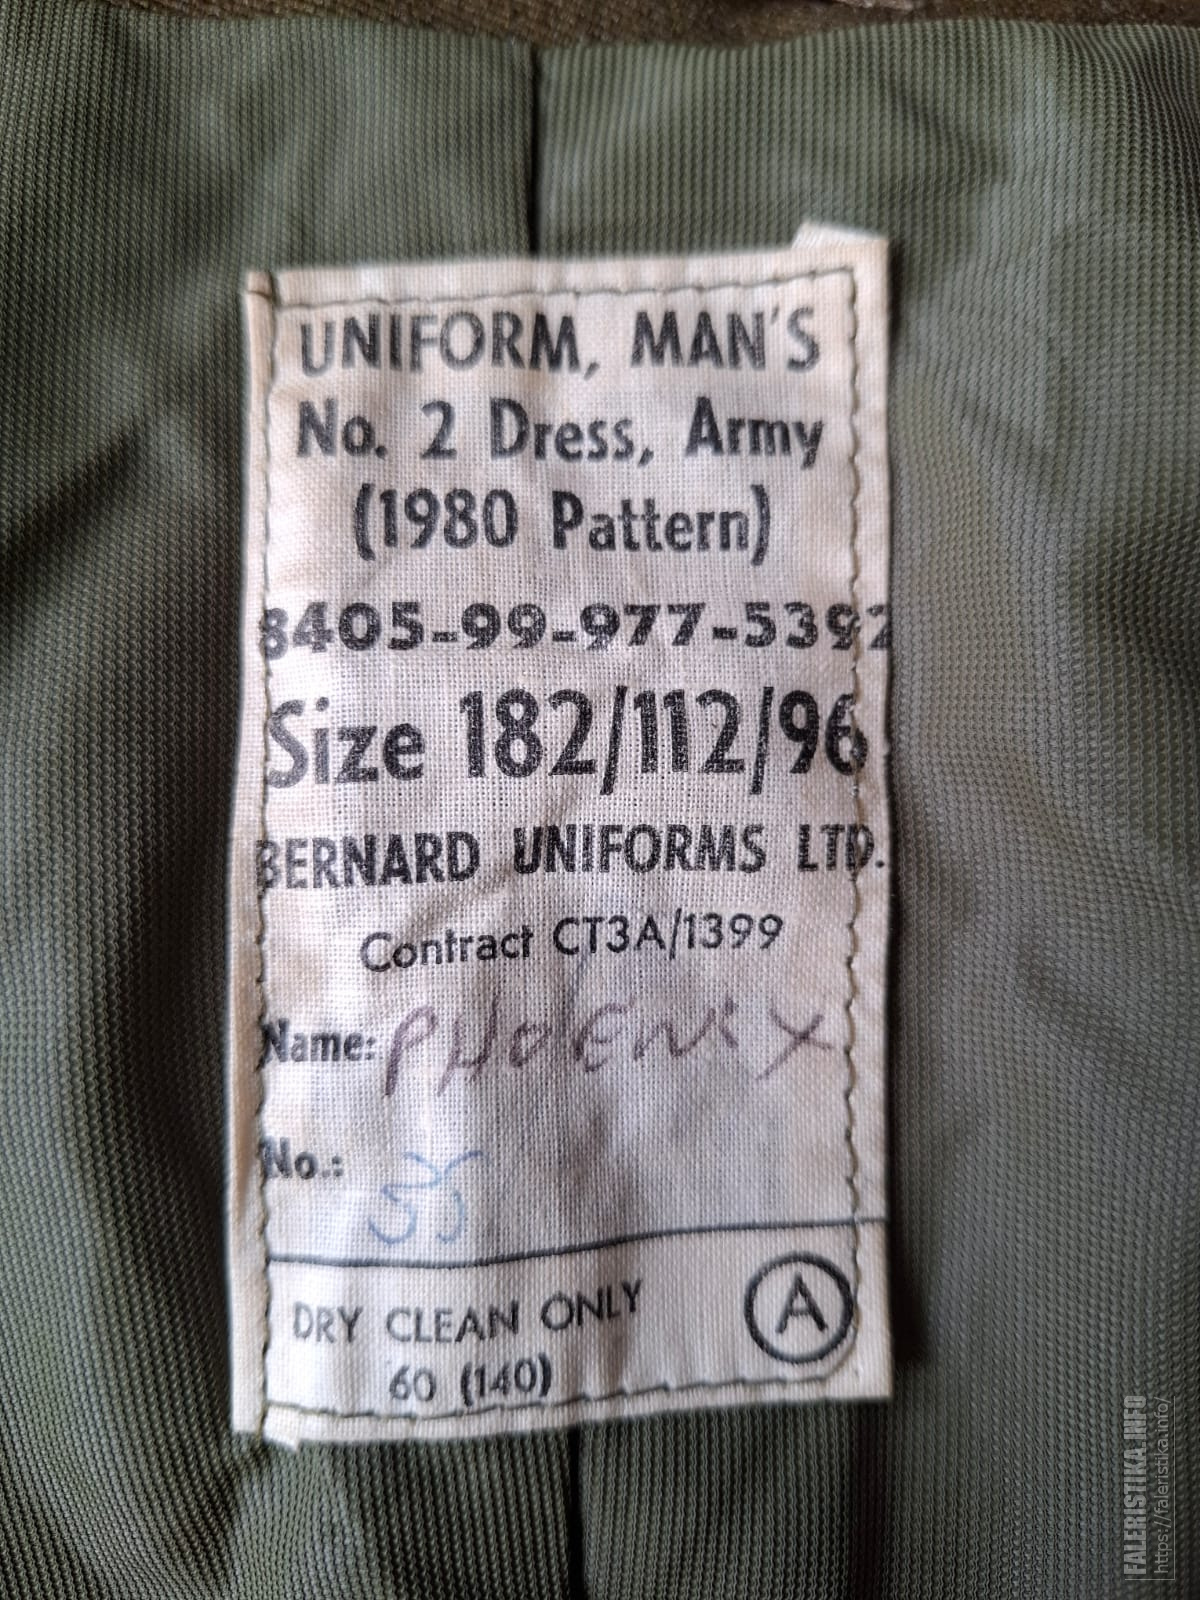 UNIFORM, MAN'S
No. 2 Dress, Army
(1980 Pattern)
8405-99-977-5392
Size 182/112/96
BERNARD UNIFORMS LTD.
Contract CT3A/1399
Name: PHOENiX
No.: 55
DRY CLEAN ONLY
60 (140)
A
FALERISTIKA.INFO
https://faleristika.info/